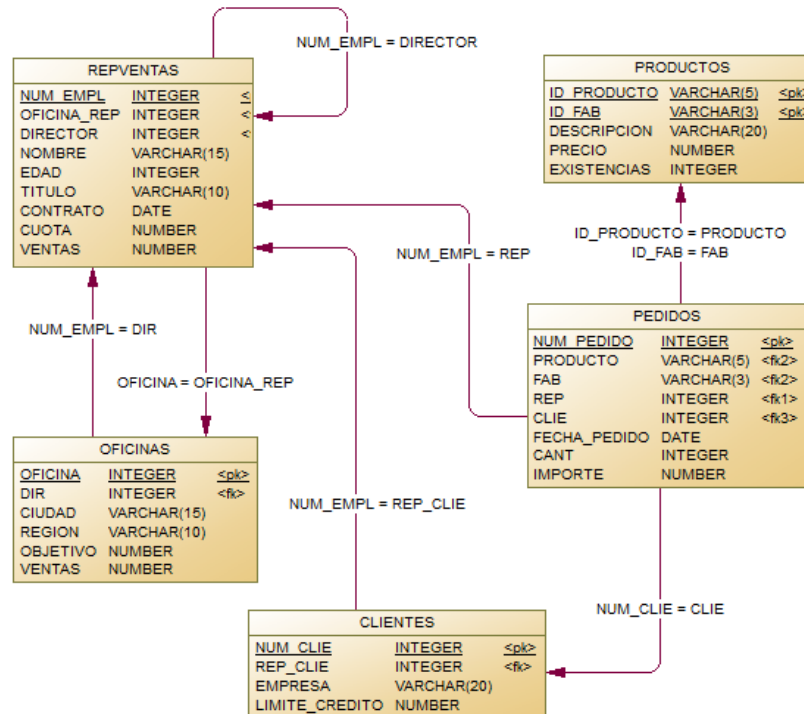 NUM_EMPL = DIRECTOR
REPVENTAS
NUM_EMPL INTEGER <
OFICINA_REP INTEGER <
DIRECTOR INTEGER <
NOMBRE VARCHAR(15)
EDAD INTEGER
TITULO VARCHAR(10)
CONTRATO DATE
CUOTA NUMBER
VENTAS NUMBER
PRODUCTOS
ID_PRODUCTO VARCHAR(5) <pk>
ID_FAB VARCHAR(3) <pk>
DESCRIPCION VARCHAR(20)
PRECIO NUMBER
EXISTENCIAS INTEGER
ID_PRODUCTO = PRODUCTO
ID_FAB = FAB
NUM_EMPL = REP
NUM_EMPL = DIR
OFICINA = OFICINA_REP
PEDIDOS
NUM_PEDIDO INTEGER <pk>
PRODUCTO VARCHAR(5) <fk2>
FAB VARCHAR(3) <fk2>
REP INTEGER <fk1>
CLIE INTEGER <fk3>
FECHA_PEDIDO DATE
CANT INTEGER
IMPORTE NUMBER
OFICINAS
OFICINA INTEGER <pk>
DIR INTEGER <fk>
CIUDAD VARCHAR(15)
REGION VARCHAR(10)
OBJETIVO NUMBER
VENTAS NUMBER
NUM_EMPL = REP_CLIE
NUM_CLIE = CLIE
CLIENTES
NUM_CLIE INTEGER <pk>
REP_CLIE INTEGER <fk>
EMPRESA VARCHAR(20)
LIMITE_CREDITO NUMBER